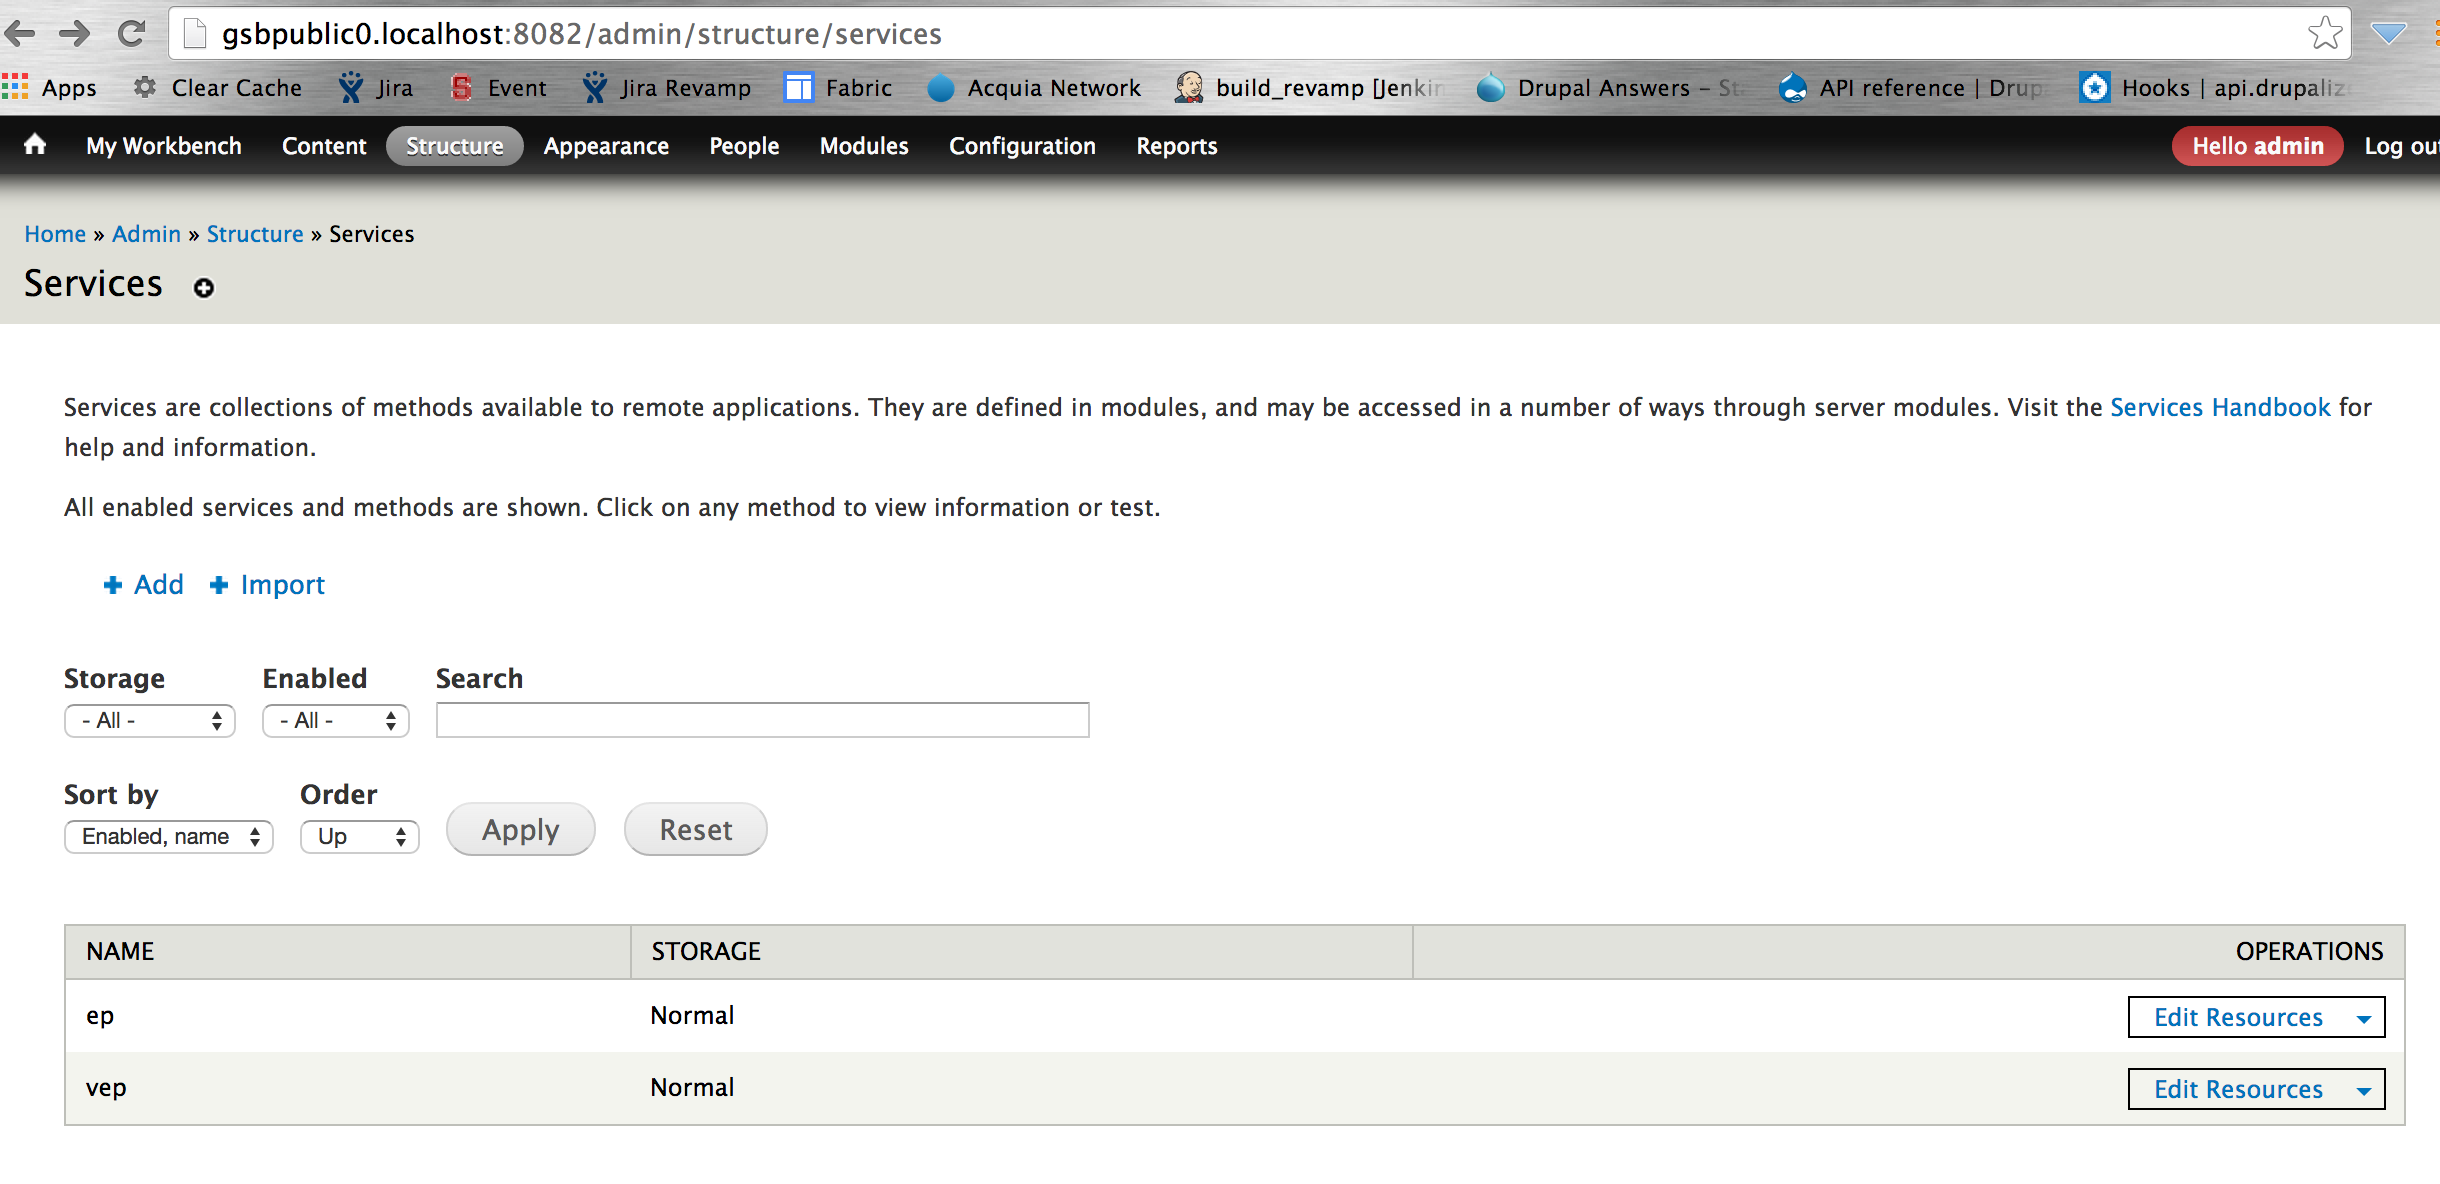 gsbpublic0.localhost:8082/admin/structure/services
Apps Clear Cache Jira Event Jira Revamp Fabric Acquia Network build_revamp [Jenkin Drupal Answers – St API reference | Drup Hooks | api.drupaliz
My Workbench Content Structure Appearance People Modules Configuration Reports Hello admin Log out
Home » Admin » Structure » Services
Services
Services are collections of methods available to remote applications. They are defined in modules, and may be accessed in a number of ways through server modules. Visit the Services Handbook for
help and information.
All enabled services and methods are shown. Click on any method to view information or test.
Add Import
Storage Enabled Search
- All - - All -
Sort by Order
Enabled, name Up Apply Reset
NAME STORAGE OPERATIONS
ep Normal Edit Resources
vep Normal Edit Resources